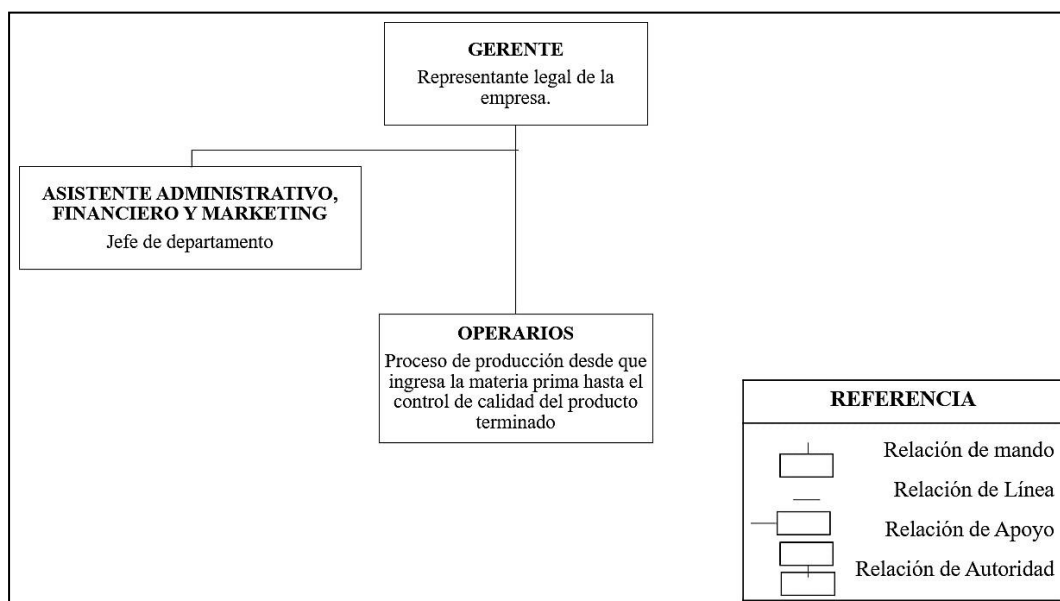 GERENTE
Representante legal de la
empresa.
ASISTENTE ADMINISTRATIVO,
FINANCIERO Y MARKETING
Jefe de departamento
OPERARIOS
Proceso de producción desde que
ingresa la materia prima hasta el
control de calidad del producto
terminado
REFERENCIA
Relación de mando
Relación de Línea
Relación de Apoyo
Relación de Autoridad